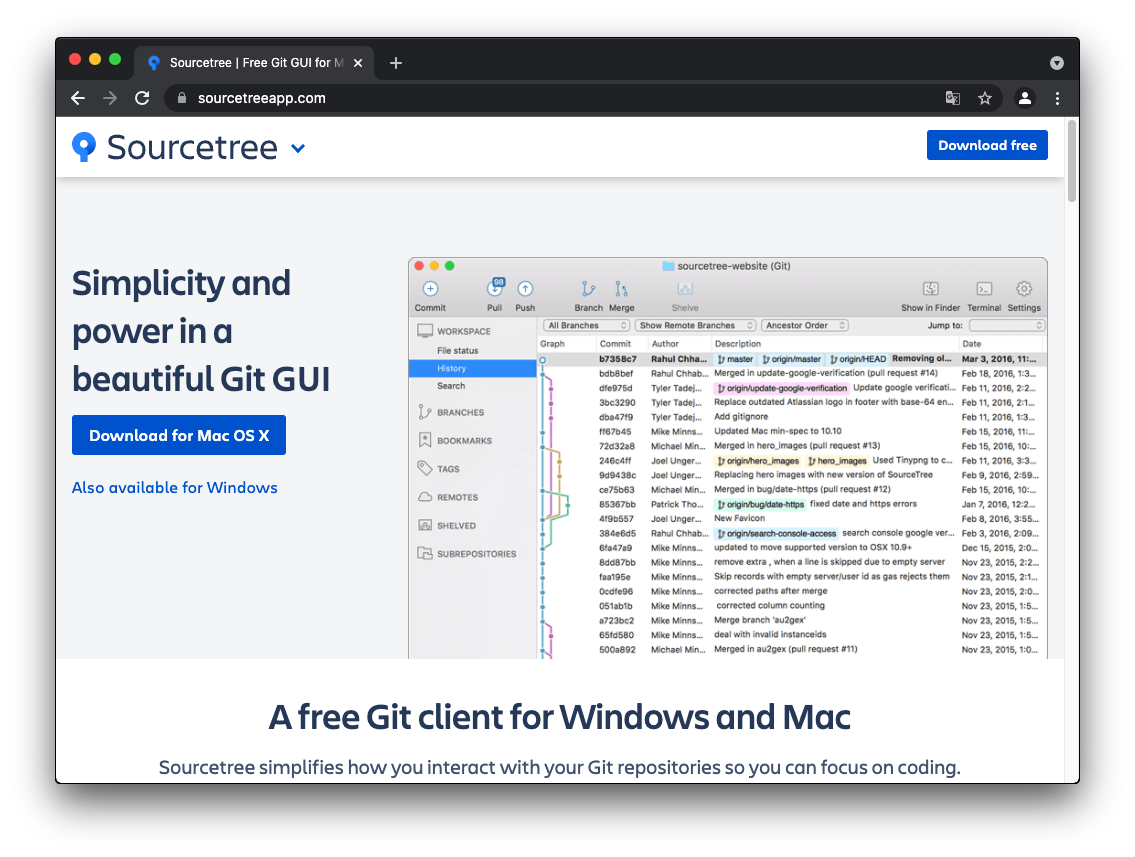 Sourcetree | Free Git GUI for M
sourcetreeapp.com
Sourcetree
Download free
Simplicity and
power in a
beautiful Git GUI
Download for Mac OS X
Also available for Windows
sourcetree-website (Git)
98
Commit Pull Push Branch Merge Shelve Show in Finder Terminal Settings
All Branches Show Remote Branches Ancestor Order Jump to:
WORKSPACE
File status
History
Search
BRANCHES
BOOKMARKS
TAGS
REMOTES
SHELVED
SUBREPOSITORIES
Graph Commit Author Description Date
b7358c7 Rahul Chha... master origin/master origin/HEAD Removing ol... Mar 3, 2016, 11:...
bdb8bef Rahul Chhab... Merged in update-google-verification (pull request #14) Feb 18, 2016, 1:3...
dfe975d Tyler Tadej... origin/update-google-verification Update google verificati... Feb 11, 2016, 2:2...
3bc3290 Tyler Tadej... Replace outdated Atlassian logo in footer with base-64 en... Feb 11, 2016, 2:1...
dba47f9 Tyler Tadej... Add gitignore Feb 11, 2016, 1:3...
ff67b45 Mike Minns... Updated Mac min-spec to 10.10 Feb 15, 2016, 11:...
72d32a8 Michael Min... Merged in hero_images (pull request #13) Feb 15, 2016, 10:...
246c4ff Joel Unger... origin/hero_images hero_images Used Tinypng to c... Feb 11, 2016, 3:3...
9d9438c Joel Unger... Replacing hero images with new version of SourceTree Feb 9, 2016, 2:59...
ce75b63 Michael Min... Merged in bug/date-https (pull request #12) Feb 15, 2016, 10:...
85367bb Patrick Tho... origin/bug/date-https fixed date and https errors Jan 7, 2016, 12:2...
4f9b557 Joel Unger... New Favicon Feb 8, 2016, 3:55...
384e6d5 Rahul Chhab... origin/search-console-access search console google ver... Feb 3, 2016, 2:09...
6fa47a9 Mike Minns... updated to move supported version to OSX 10.9+ Dec 15, 2015, 2:0...
8dd87bb Mike Minns... remove extra , when a line is skipped due to empty server Nov 23, 2015, 2:2...
faa195e Mike Minns... Skip records with empty server/user id as gas rejects them Nov 23, 2015, 2:1...
0cdfe96 Mike Minns... corrected paths after merge Nov 23, 2015, 2:0...
051ab1b Mike Minns... corrected column counting Nov 23, 2015, 1:5...
a723bc2 Mike Minns... Merge branch 'au2gex' Nov 23, 2015, 1:5...
65fd580 Mike Minns... deal with invalid instanceids Nov 23, 2015, 1:5...
500a892 Michael Min... Merged in au2gex (pull request #11) Nov 23, 2015, 1:0...
A free Git client for Windows and Mac
Sourcetree simplifies how you interact with your Git repositories so you can focus on coding.